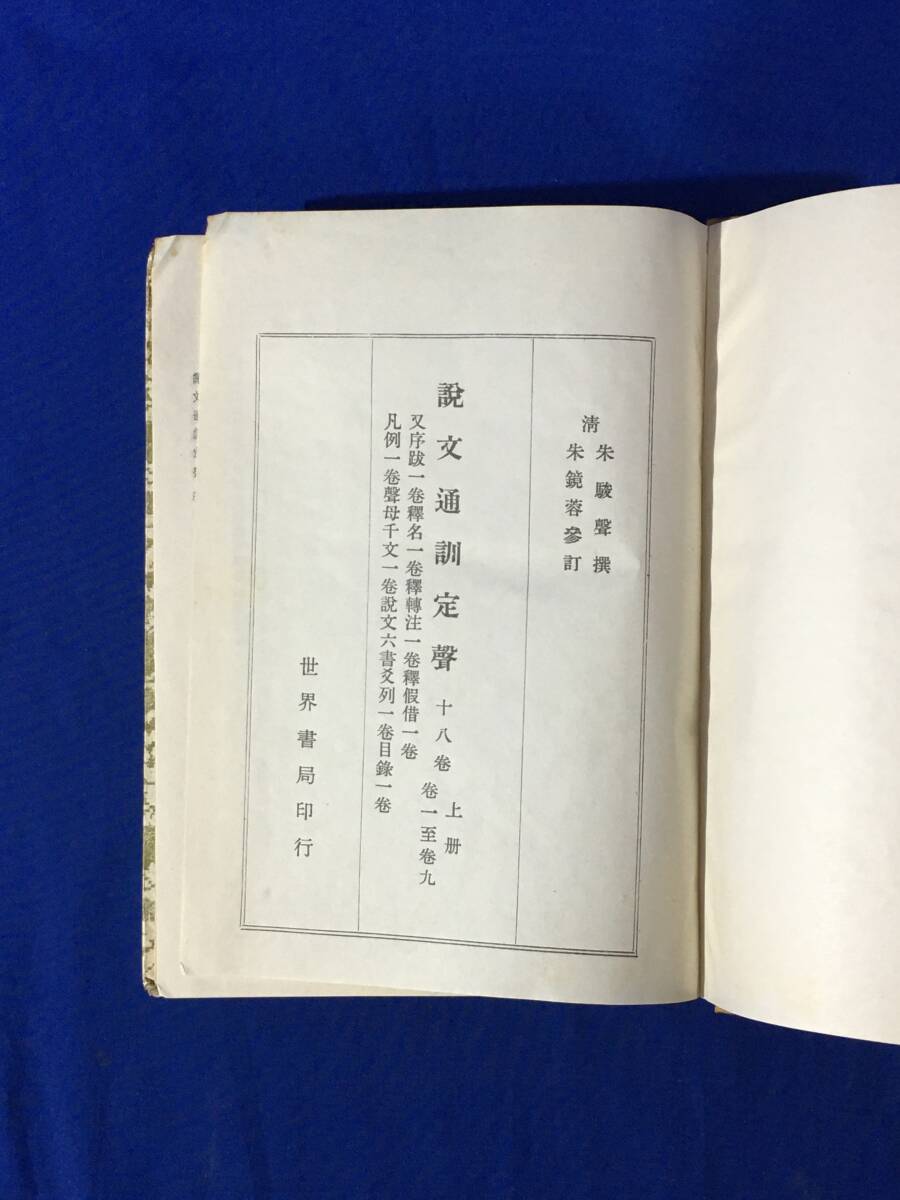 清
朱駿聲撰
朱鏡蓉參訂
說文通訓定聲 十八卷 上册
卷一至卷九
又序跋一卷釋名一卷釋轉注一卷釋假借一卷
凡例一卷聲母千文一卷說文六書爻列一卷目錄一卷
世界書局印行